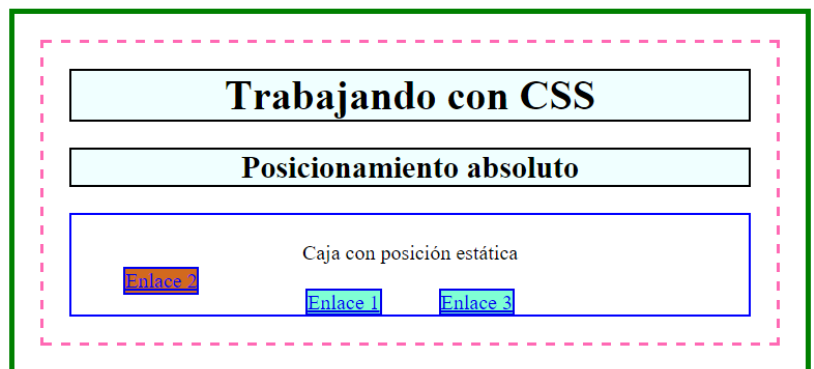 Trabajando con CSS
Posicionamiento absoluto
Caja con posición estática
Enlace 2
Enlace 1 Enlace 3